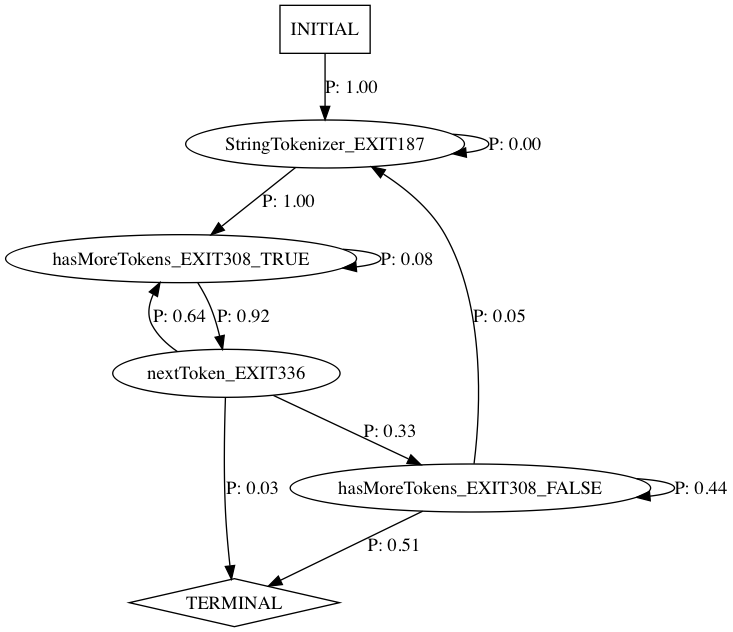 INITIAL
P: 1.00
StringTokenizer_EXIT187
P: 0.00
P: 1.00
hasMoreTokens_EXIT308_TRUE
P: 0.08
P: 0.64
P: 0.92
P: 0.05
nextToken_EXIT336
P: 0.33
hasMoreTokens_EXIT308_FALSE
P: 0.44
P: 0.03
P: 0.51
TERMINAL